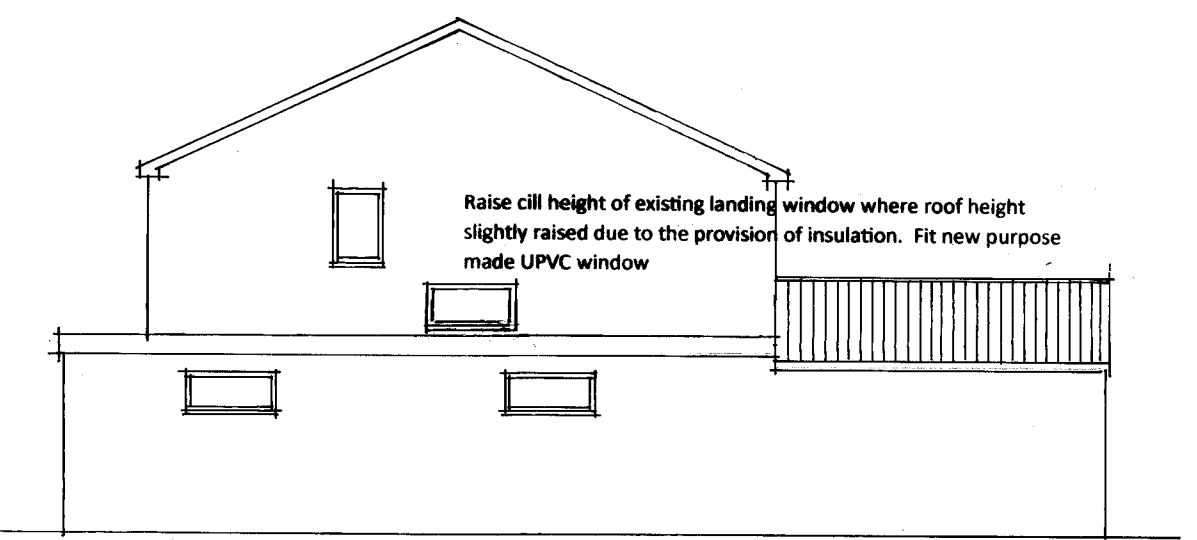 Raise cill height of existing landing window where roof height
slightly raised due to the provision of insulation.  Fit new purpose
made UPVC window